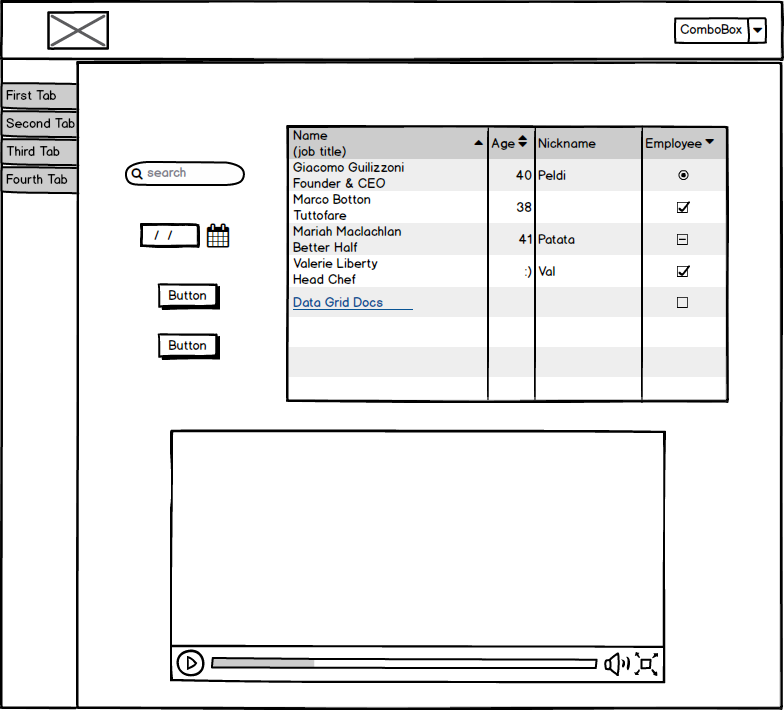 ComboBox
First Tab
Second Tab
Third Tab
Fourth Tab
search
/ /
Button
Button
Name
(job title)
Age
Nickname
Employee
Giacomo Guilizzoni
Founder & CEO
40
Peldi
Marco Botton
Tuttofare
38
Mariah Maclachlan
Better Half
41
Patata
Valerie Liberty
Head Chef
:)
Val
Data Grid Docs